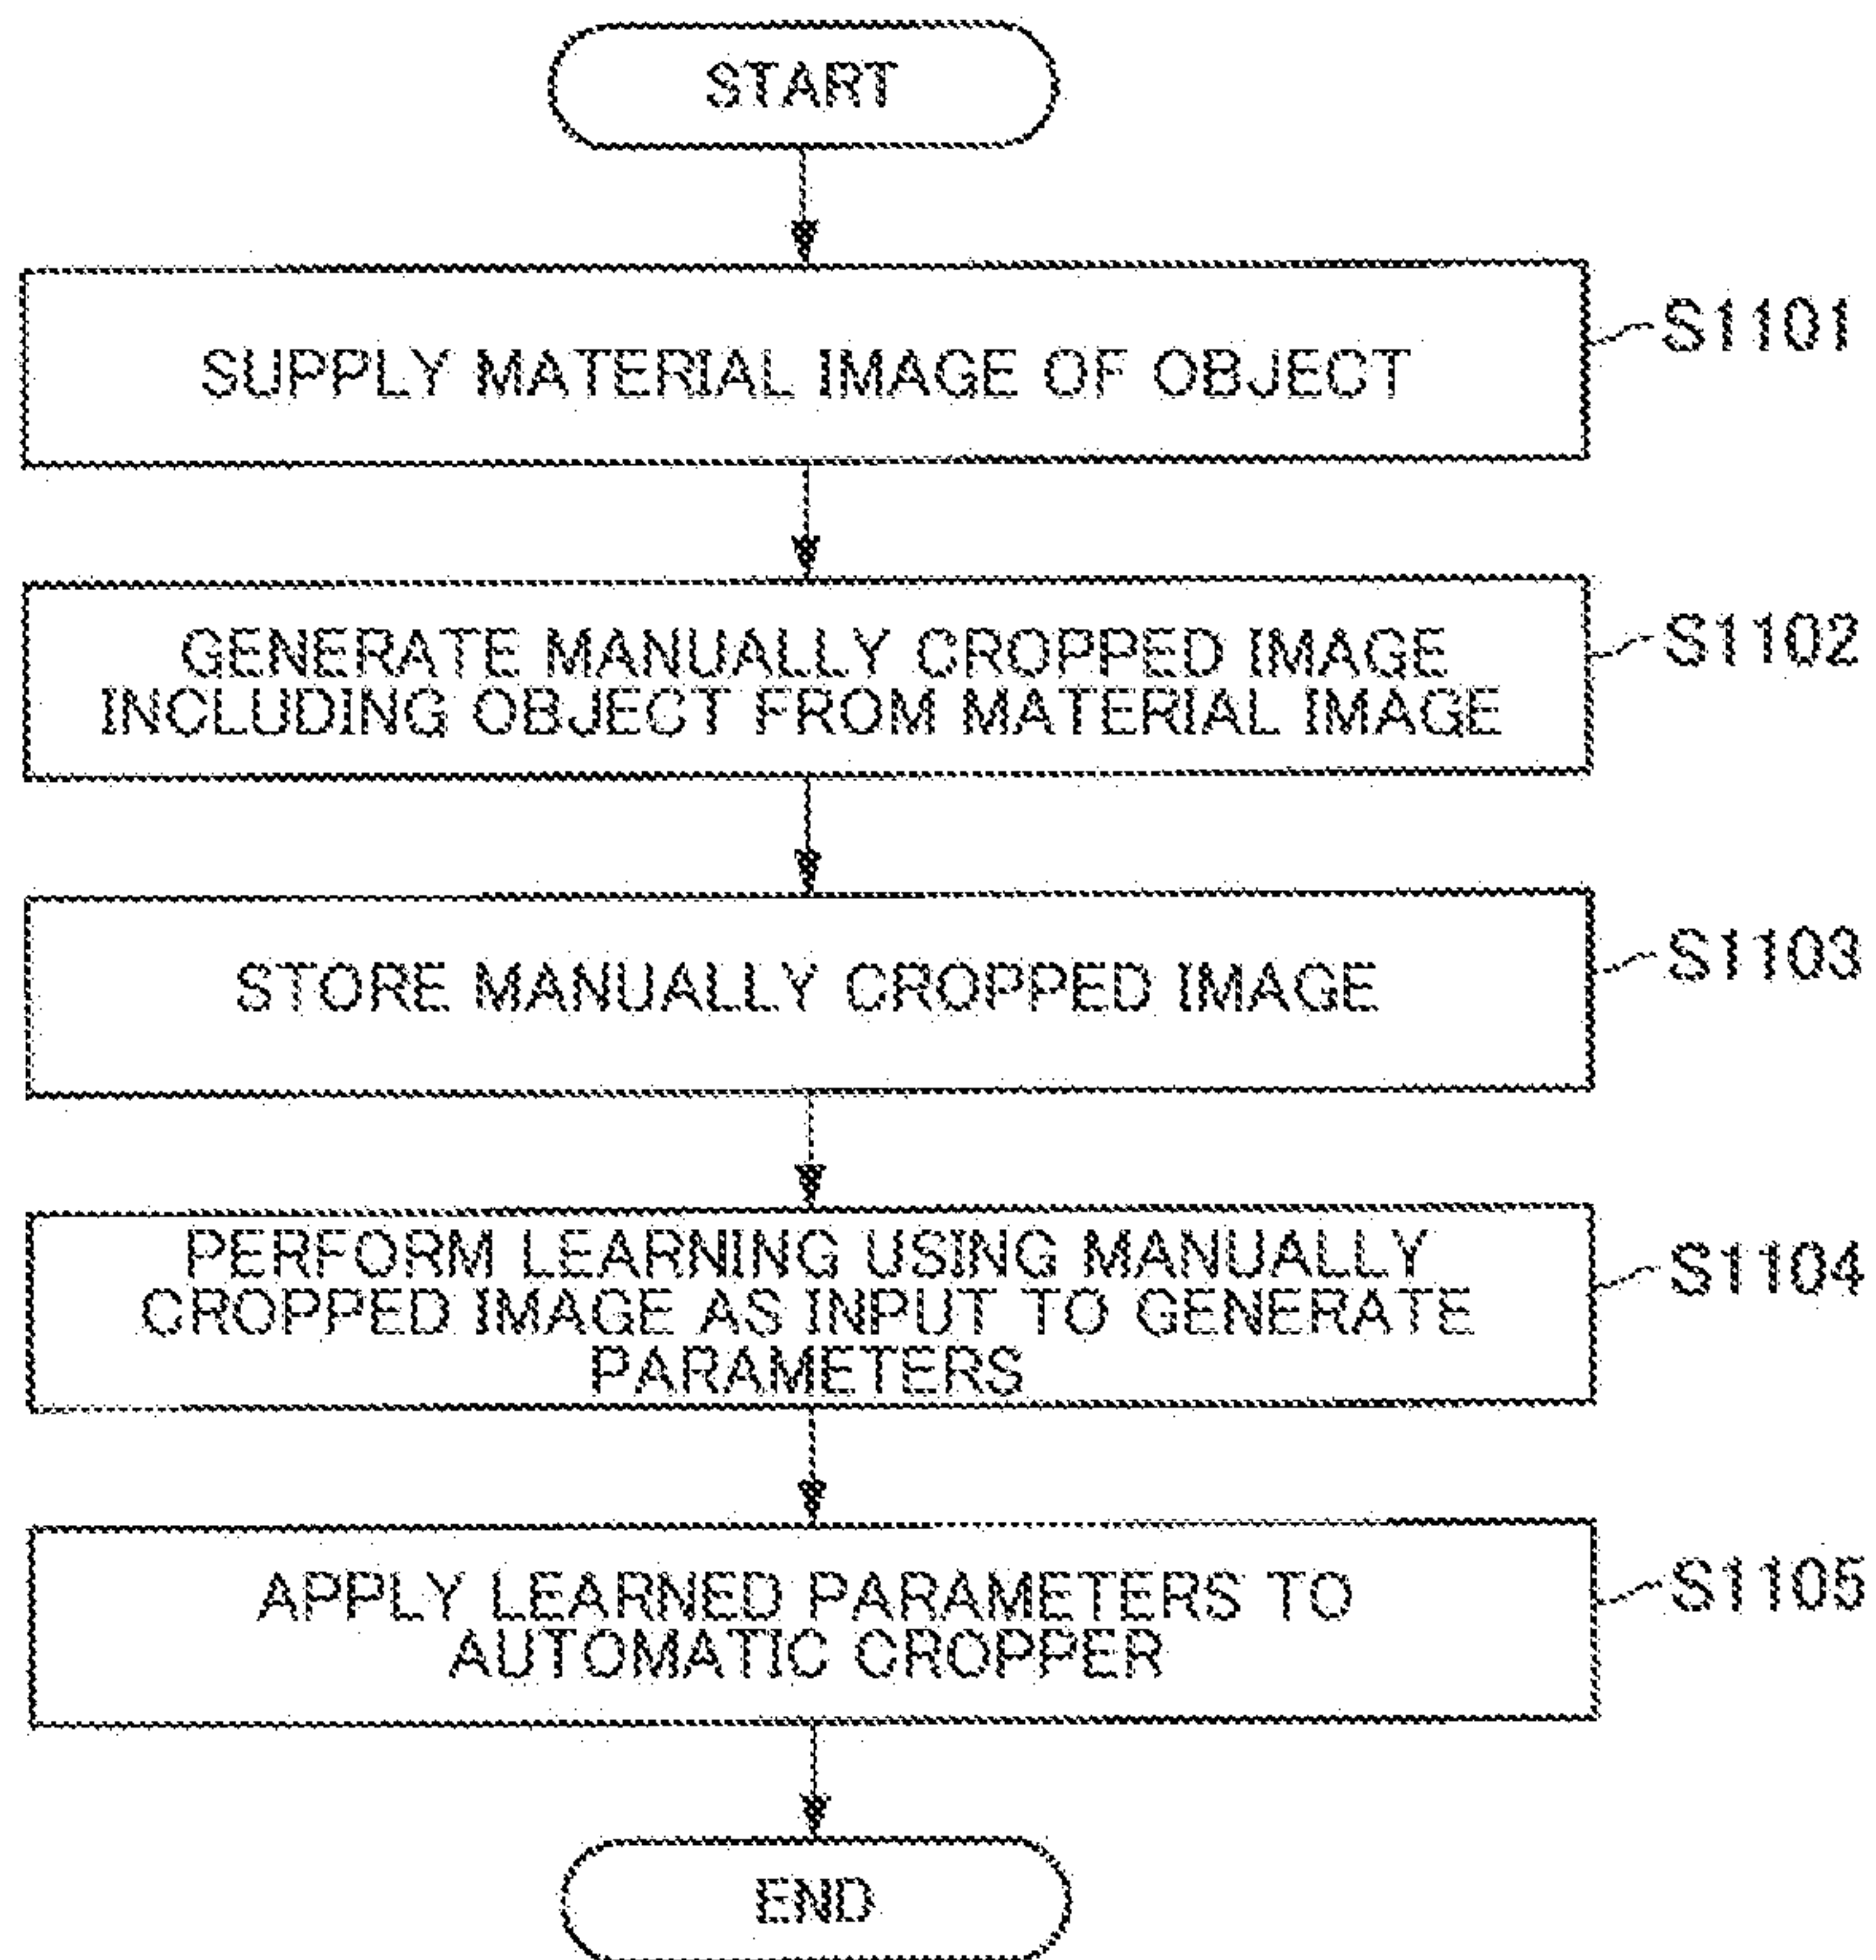 START
SUPPLY MATERIAL IMAGE OF OBJECT
S1101
GENERATE MANUALLY CROPPED IMAGE
INCLUDING OBJECT FROM MATERIAL IMAGE
S1102
STORE MANUALLY CROPPED IMAGE
S1103
PERFORM LEARNING USING MANUALLY
CROPPED IMAGE AS INPUT TO GENERATE
PARAMETERS
S1104
APPLY LEARNED PARAMETERS TO
AUTOMATIC CROPPER
S1105
END